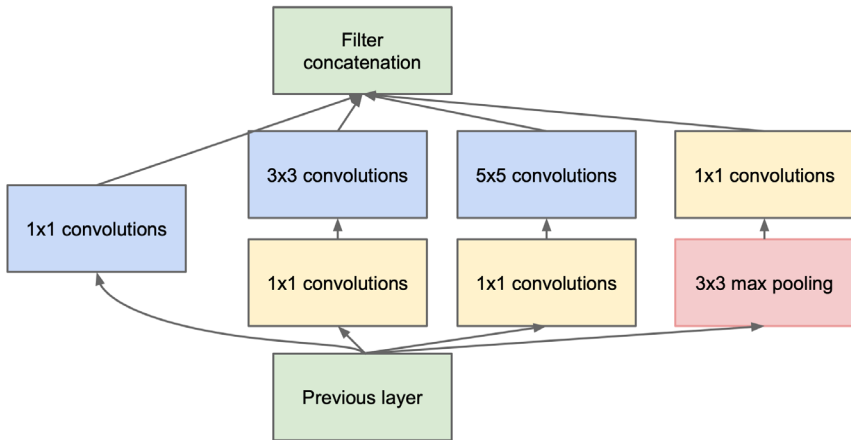 Filter
concatenation
3x3 convolutions
5x5 convolutions
1x1 convolutions
1x1 convolutions
1x1 convolutions
1x1 convolutions
3x3 max pooling
Previous layer